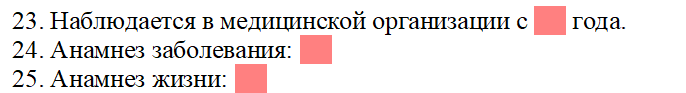 23. Наблюдается в медицинской организации с года.
24. Анамнез заболевания:
25. Анамнез жизни: